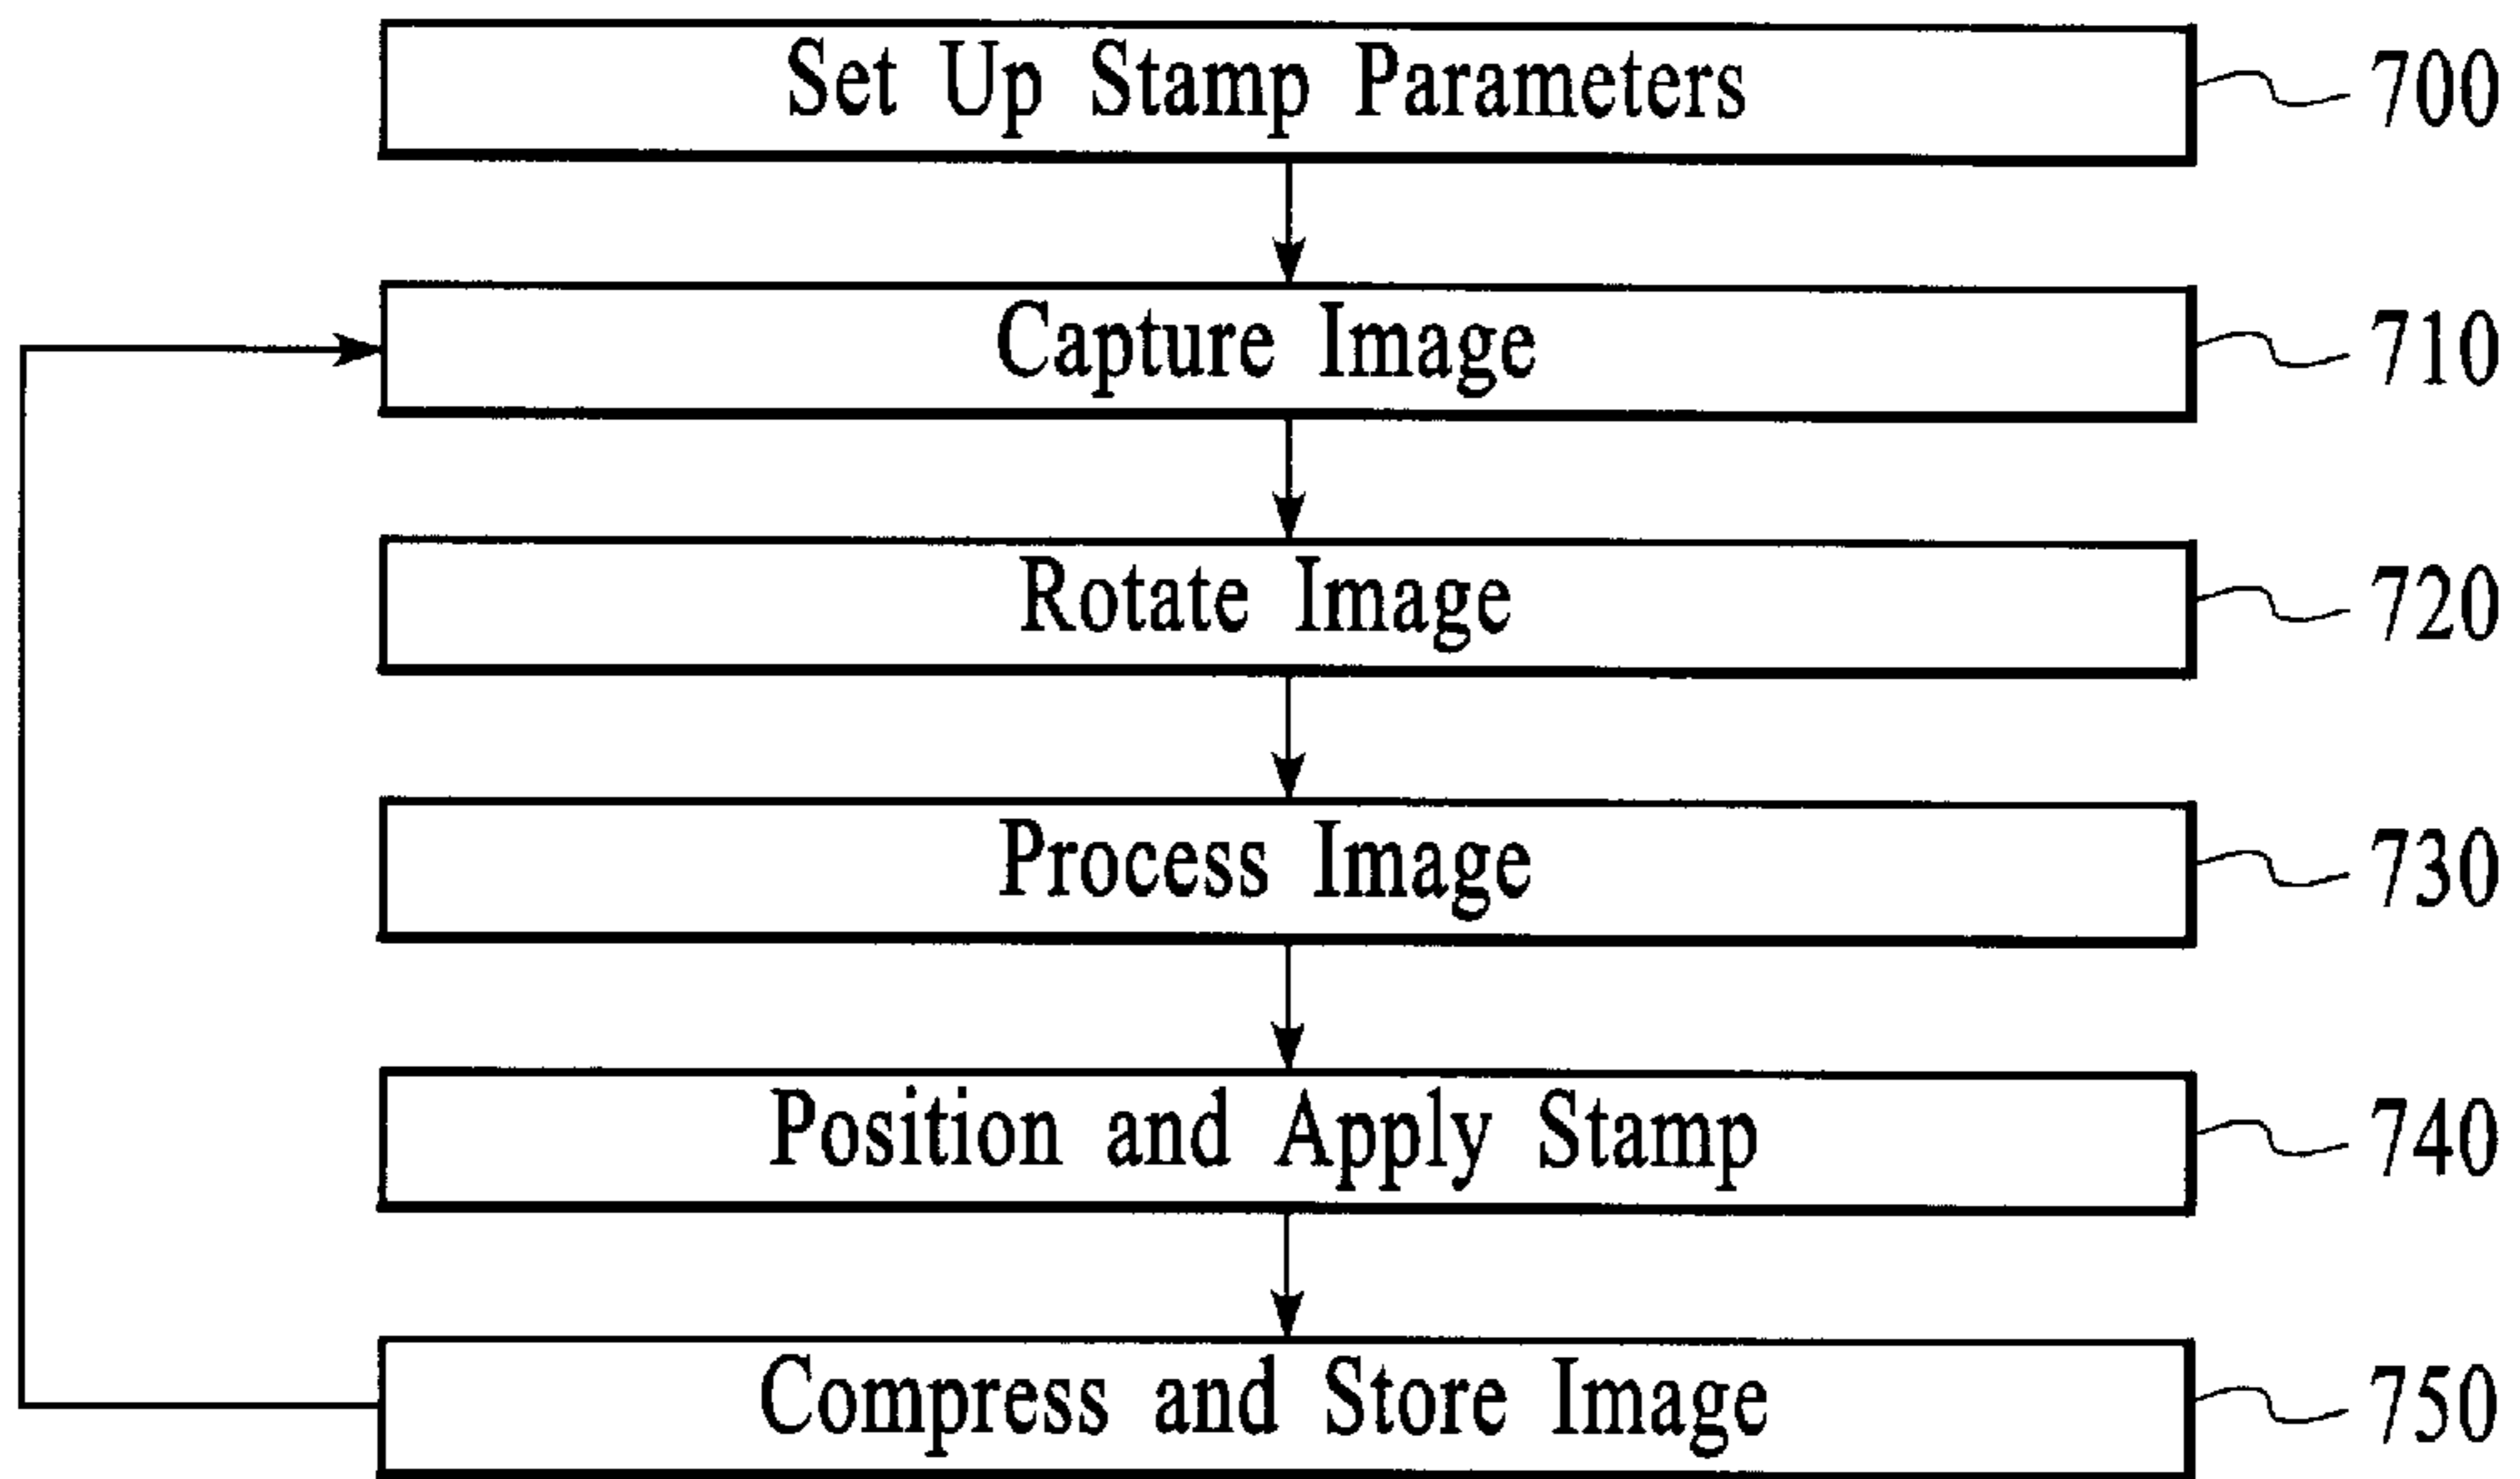 Set Up Stamp Parameters 700
Capture Image 710
Rotate Image 720
Process Image 730
Position and Apply Stamp 740
Compress and Store Image 750